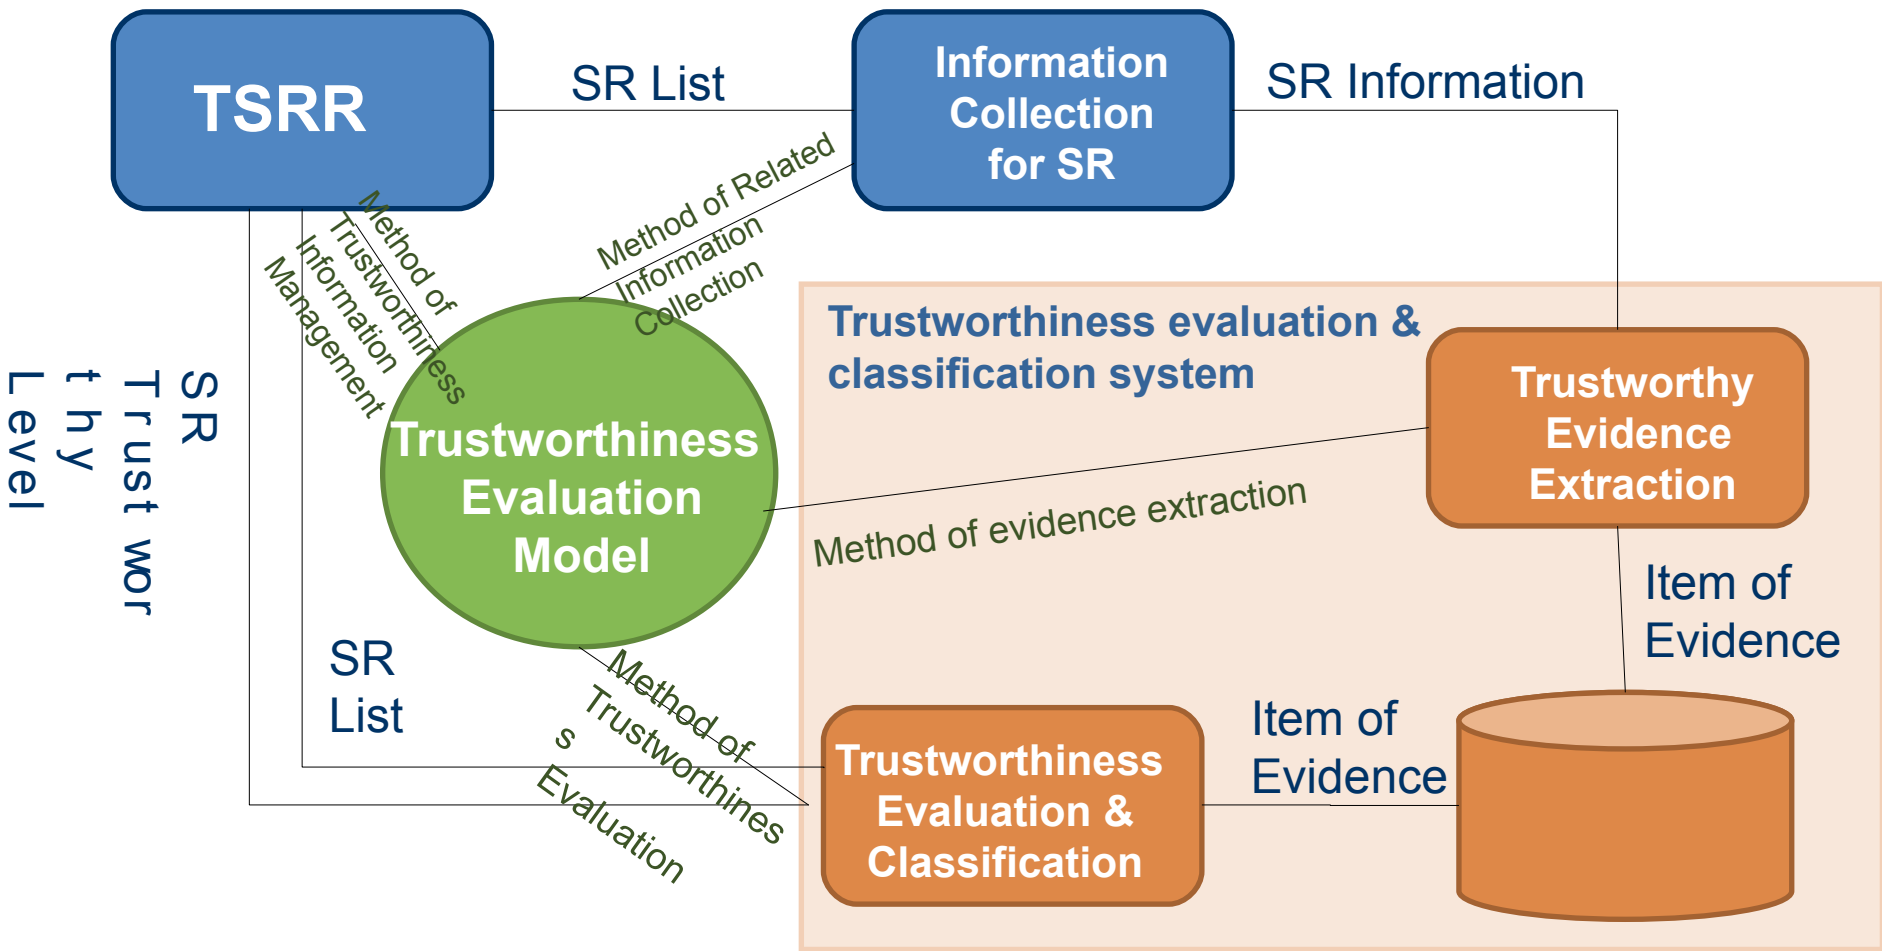 TSRR
SR List
Information
Collection
for SR
SR Information
Method of Related
Information
Collection
Method of
Trustworthiness
Information
Management
Trustworthiness evaluation &
classification system
Trustworthy
Evidence
Extraction
SR
Trust wor
t hy
Level
Trustworthiness
Evaluation
Model
Method of evidence extraction
Item of
Evidence
SR
List
Method of
Trustworthines
s
Evaluation
Trustworthiness
Evaluation &
Classification
Item of
Evidence